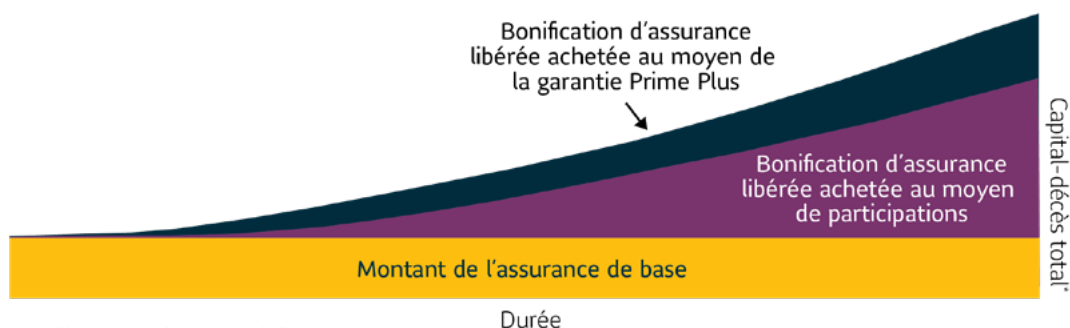 Bonification d’assurance
libérée achetée au moyen de
la garantie Prime Plus
Bonification d’assurance
libérée achetée au moyen
de participations
Montant de l’assurance de base
Capital-décès total*
Durée